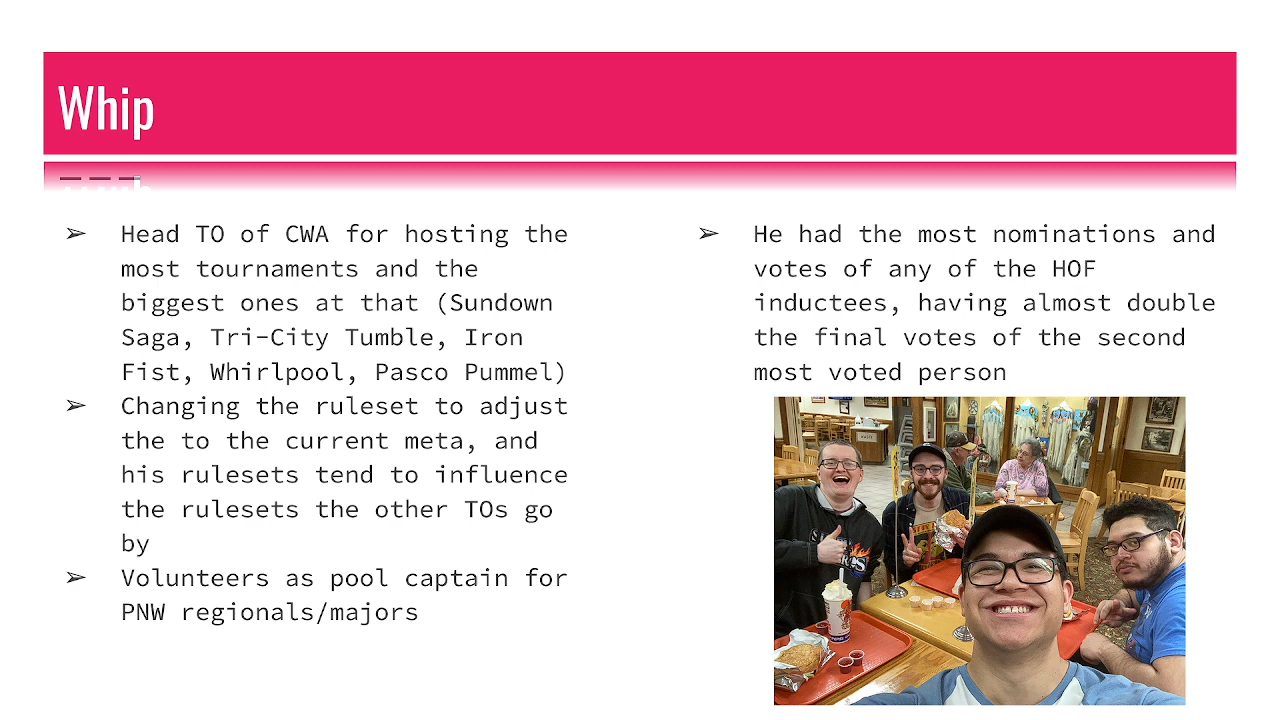 Whip
➢ Head TO of CWA for hosting the
most tournaments and the
biggest ones at that (Sundown
Saga, Tri-City Tumble, Iron
Fist, Whirlpool, Pasco Pummel)
➢ Changing the ruleset to adjust
the to the current meta, and
his rulesets tend to influence
the rulesets the other TOs go
by
➢ Volunteers as pool captain for
PNW regionals/majors
➢ He had the most nominations and
votes of any of the HOF
inductees, having almost double
the final votes of the second
most voted person